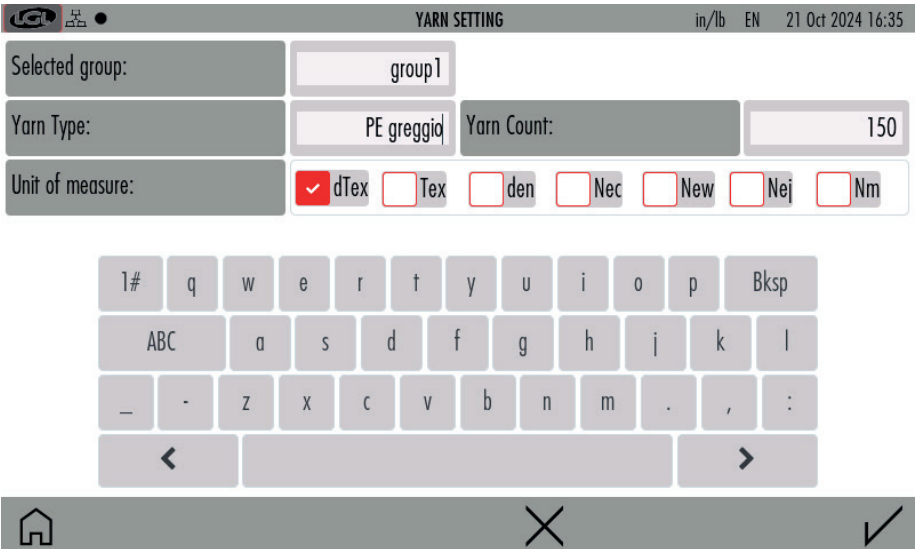 LGL YARN SETTING in/lb EN 21 Oct 2024 16:35
Selected group: group1
Yarn Type: PE greggio Yarn Count: 150
Unit of measure: dTex Tex den Nec New Nej Nm
1# q w e r t y u i o p Bksp
ABC a s d f g h j k l
_ - z x c v b n m . , :